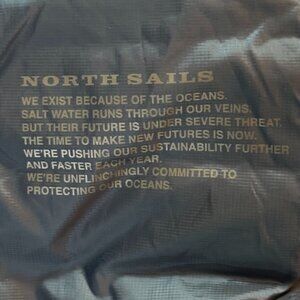 NORTH SAILS
WE EXIST BECAUSE OF THE OCEANS.
SALT WATER RUNS THROUGH OUR VEINS.
BUT THEIR FUTURE IS UNDER SEVERE THREAT.
THE TIME TO MAKE NEW FUTURES IS NOW.
WE'RE PUSHING OUR SUSTAINABILITY FURTHER
AND FASTER EACH YEAR.
WE'RE UNFLINCHINGLY COMMITTED TO
PROTECTING OUR OCEANS.